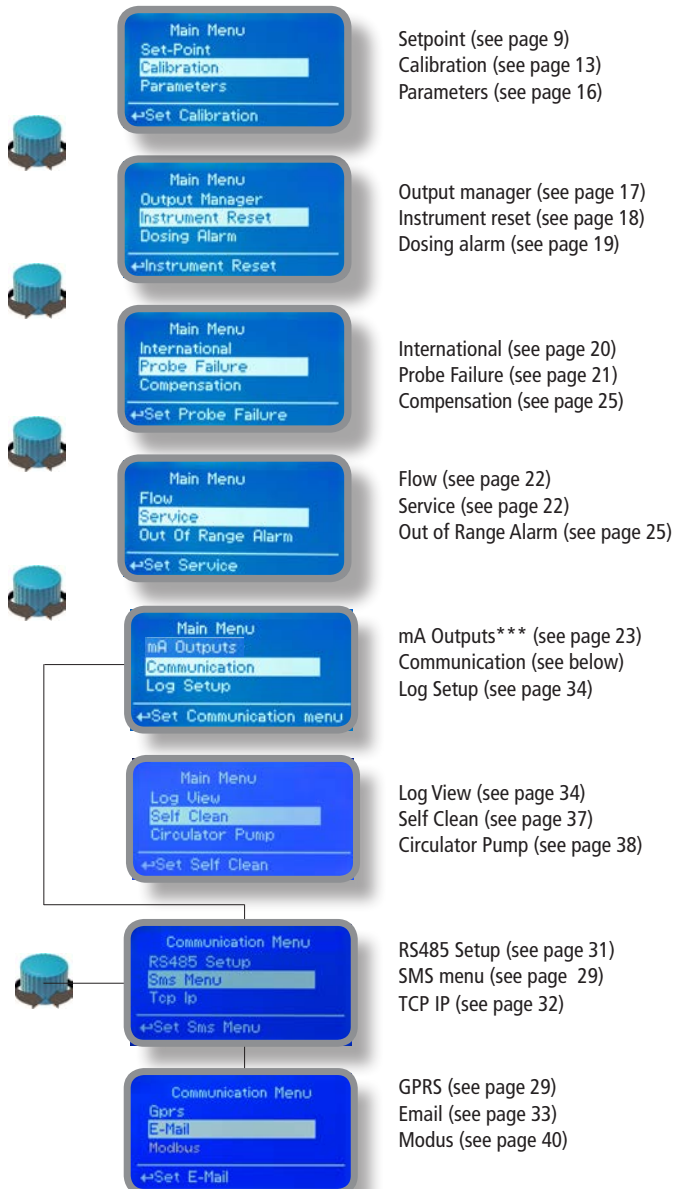 Main Menu
Set-Point
Calibration
Parameters
↩Set Calibration
Setpoint (see page 9)
Calibration (see page 13)
Parameters (see page 16)
Main Menu
Output Manager
Instrument Reset
Dosing Alarm
↩Instrument Reset
Output manager (see page 17)
Instrument reset (see page 18)
Dosing alarm (see page 19)
Main Menu
International
Probe Failure
Compensation
↩Set Probe Failure
International (see page 20)
Probe Failure (see page 21)
Compensation (see page 25)
Main Menu
Flow
Service
Out Of Range Alarm
↩Set Service
Flow (see page 22)
Service (see page 22)
Out of Range Alarm (see page 25)
Main Menu
mA Outputs
Communication
Log Setup
↩Set Communication menu
mA Outputs*** (see page 23)
Communication (see below)
Log Setup (see page 34)
Main Menu
Log View
Self Clean
Circulator Pump
↩Set Self Clean
Log View (see page 34)
Self Clean (see page 37)
Circulator Pump (see page 38)
Communication Menu
RS485 Setup
Sms Menu
Tcp Ip
↩Set Sms Menu
RS485 Setup (see page 31)
SMS menu (see page 29)
TCP IP (see page 32)
Communication Menu
Gprs
E-Mail
Modbus
↩Set E-Mail
GPRS (see page 29)
Email (see page 33)
Modus (see page 40)